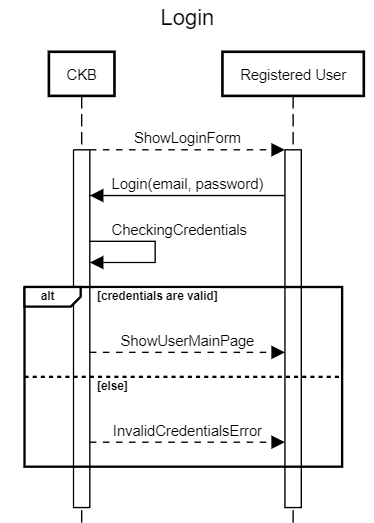 Login
CKB
Registered User
ShowLoginForm
Login(email, password)
CheckingCredentials
alt
[credentials are valid]
ShowUserMainPage
[else]
InvalidCredentialsError